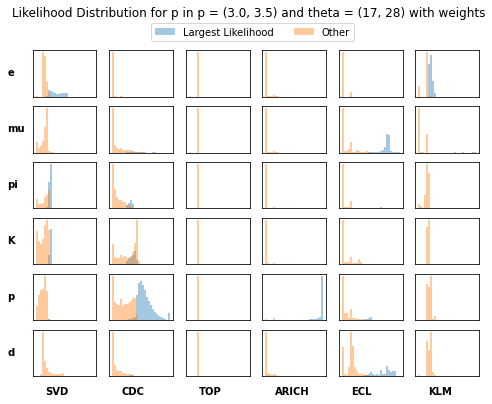 Likelihood Distribution for p in p = (3.0, 3.5) and theta = (17, 28) with weights
Largest Likelihood Other
e
mu
pi
K
p
d
SVD CDC TOP ARICH ECL KLM